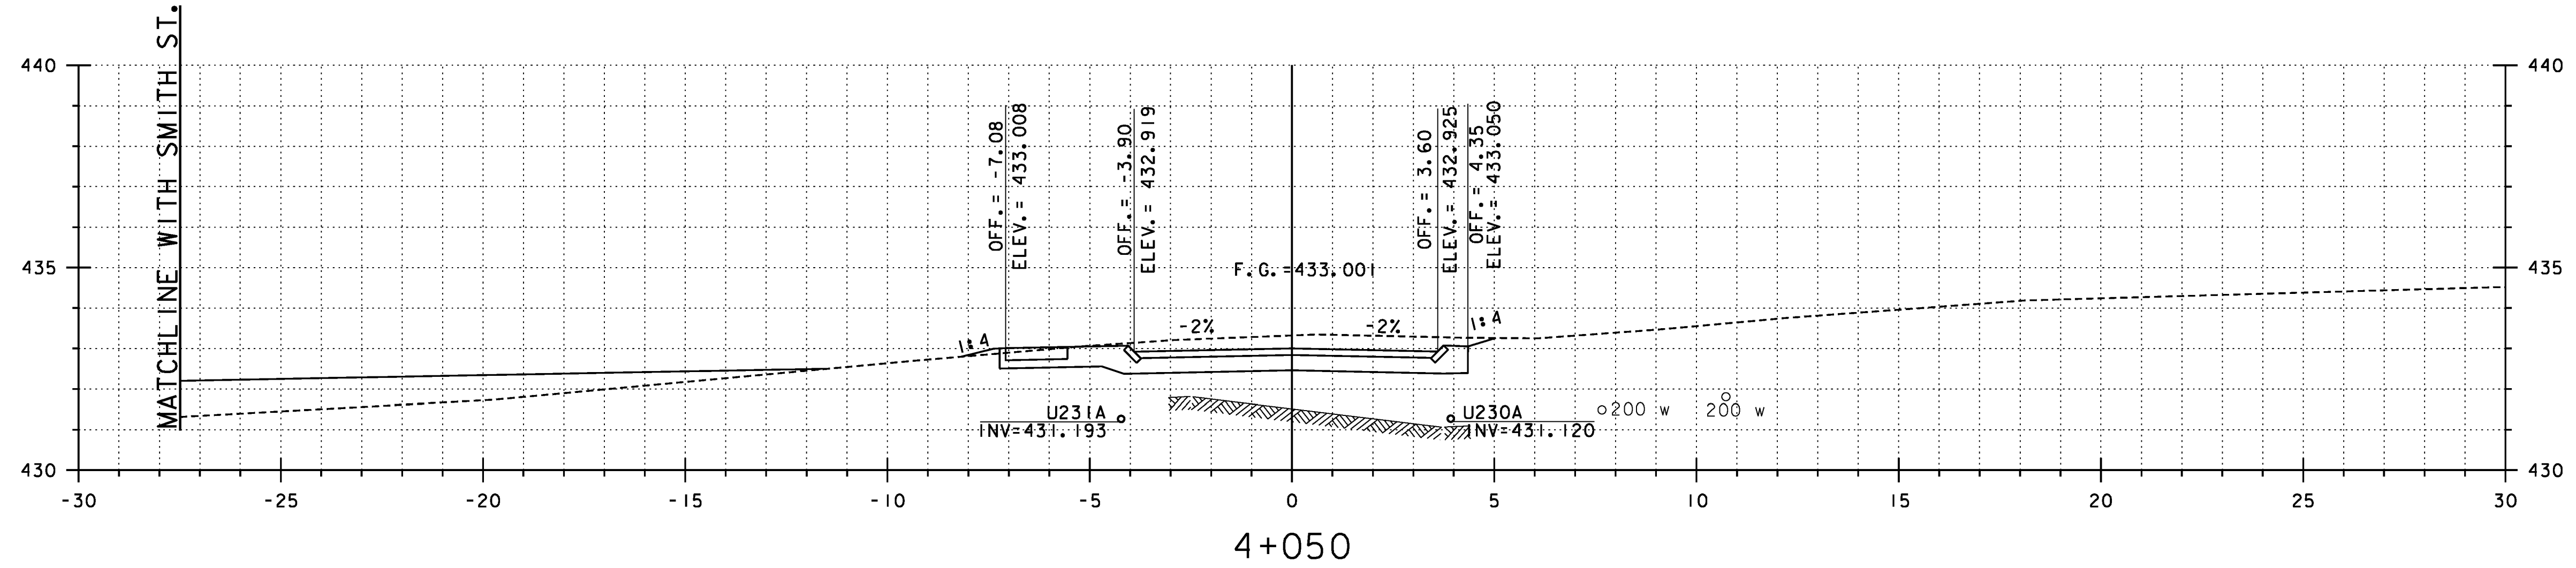 MATCHLINE WITH SMITH ST.
440
440
OFF.= -7.08
ELEV.= 433.008
OFF.= -3.90
ELEV.= 432.919
OFF.= 3.60
ELEV.= 432.925
OFF.= 4.35
ELEV.= 433.050
435
F.G.=433.001
435
1:4
-2%
-2%
1:4
U231A
INV=431.193
U230A
INV=431.120
200 W
200 W
430
430
-30
-25
-20
-15
-10
-5
0
5
10
15
20
25
30
4+050